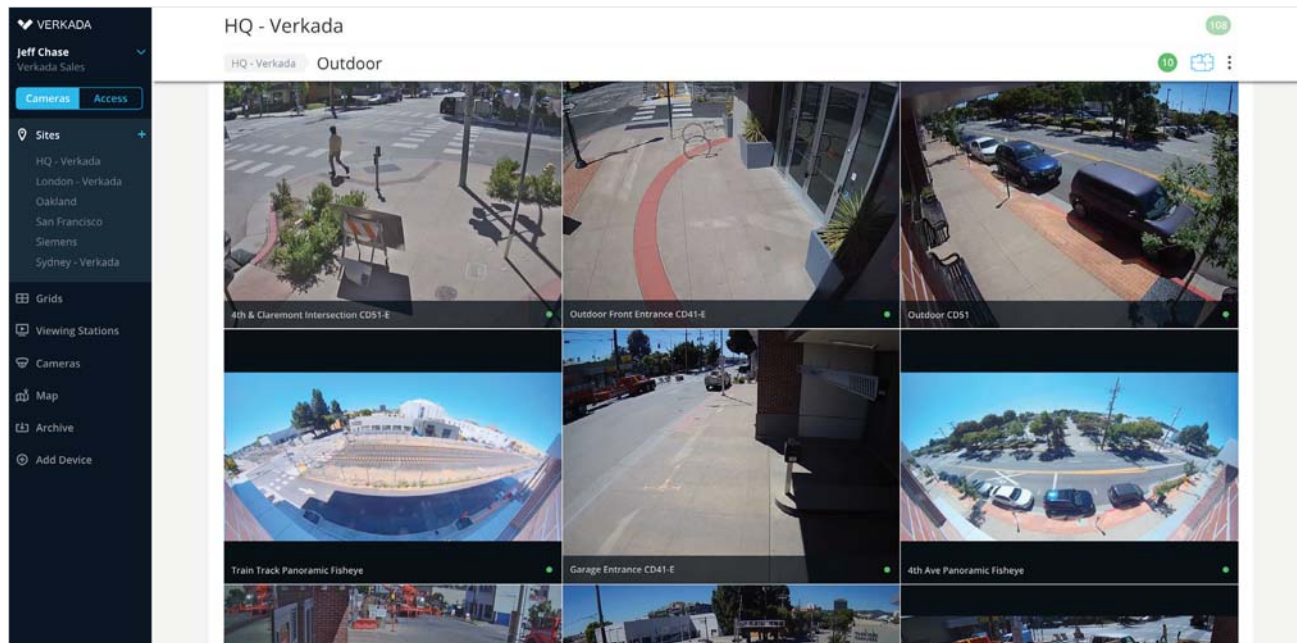 VERKADA
Jeff Chase
Verkada Sales
Cameras Access
Sites +
HQ - Verkada
London - Verkada
Oakland
San Francisco
Siemens
Sydney - Verkada
Grids
Viewing Stations
Cameras
Map
Archive
Add Device
HQ - Verkada
108
HQ - Verkada Outdoor
10
4th & Claremont Intersection CD51-E
Outdoor Front Entrance CD41-E
Outdoor CD51
Train Track Panoramic Fisheye
Garage Entrance CD41-E
4th Ave Panoramic Fisheye